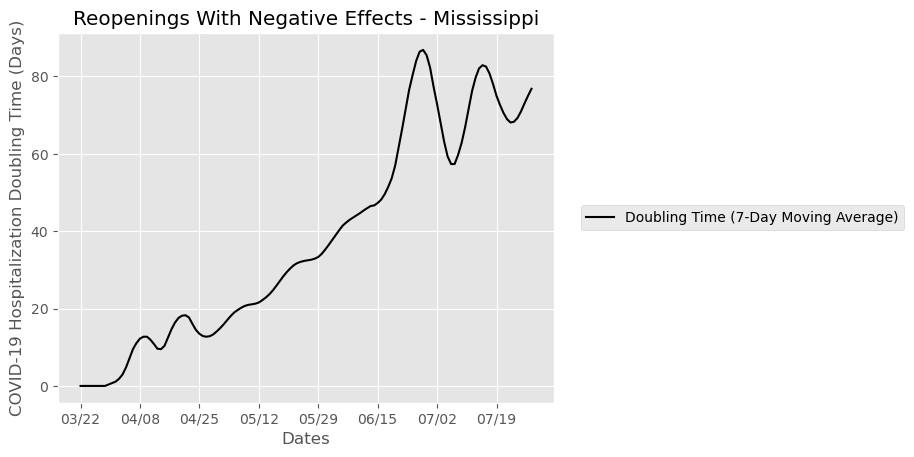 Reopenings With Negative Effects - Mississippi
COVID-19 Hospitalization Doubling Time (Days)
80
60
40
20
0
03/22 04/08 04/25 05/12 05/29 06/15 07/02 07/19
Dates
Doubling Time (7-Day Moving Average)